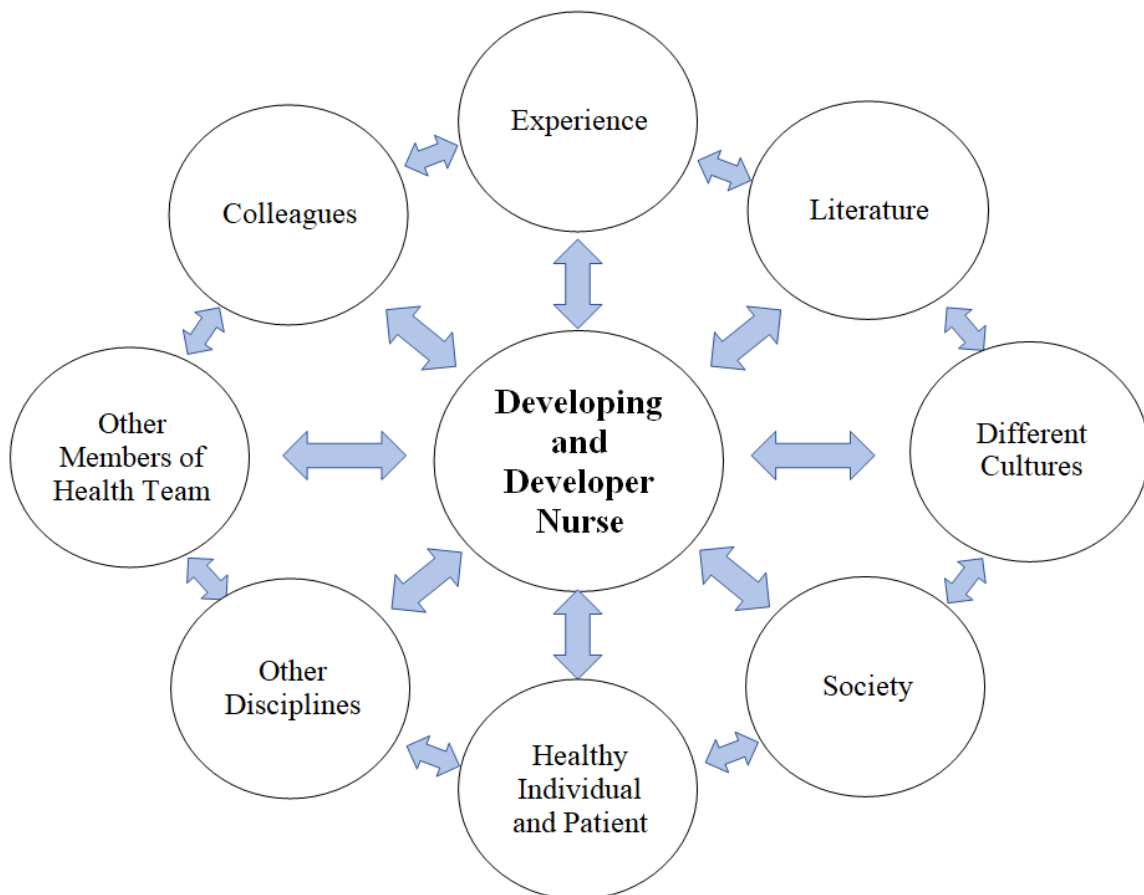 Experience
Colleagues
Literature
Developing
and
Developer
Nurse
Other
Members of
Health Team
Different
Cultures
Other
Disciplines
Society
Healthy
Individual
and Patient